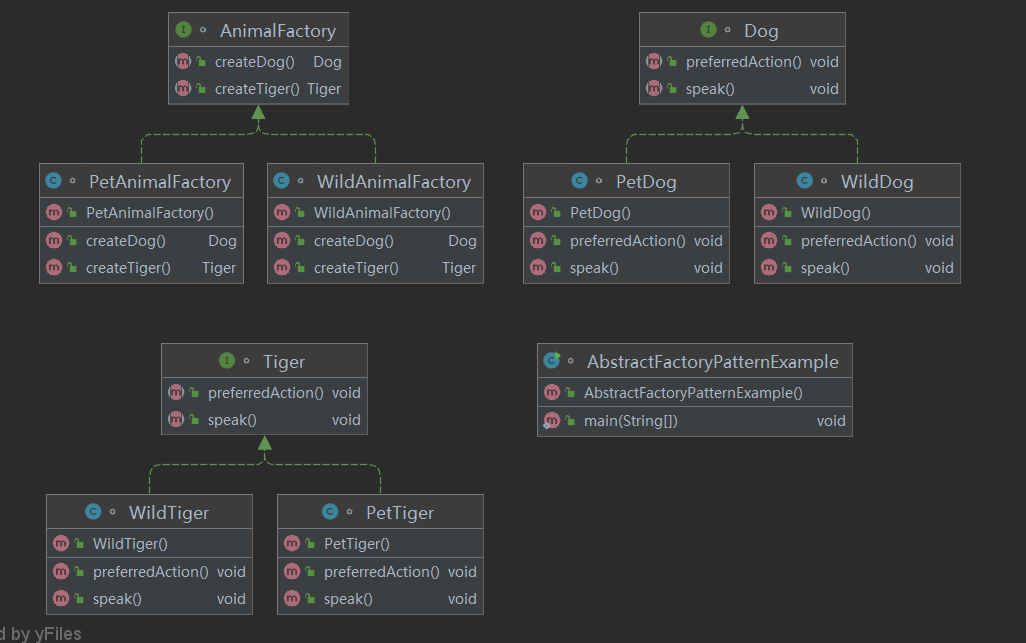 AnimalFactory
createDog() Dog
createTiger() Tiger
Dog
preferredAction() void
speak() void
PetAnimalFactory
PetAnimalFactory()
createDog() Dog
createTiger() Tiger
WildAnimalFactory
WildAnimalFactory()
createDog() Dog
createTiger() Tiger
PetDog
PetDog()
preferredAction() void
speak() void
WildDog
WildDog()
preferredAction() void
speak() void
Tiger
preferredAction() void
speak() void
AbstractFactoryPatternExample
AbstractFactoryPatternExample()
main(String[]) void
WildTiger
WildTiger()
preferredAction() void
speak() void
PetTiger
PetTiger()
preferredAction() void
speak() void
d by yFiles